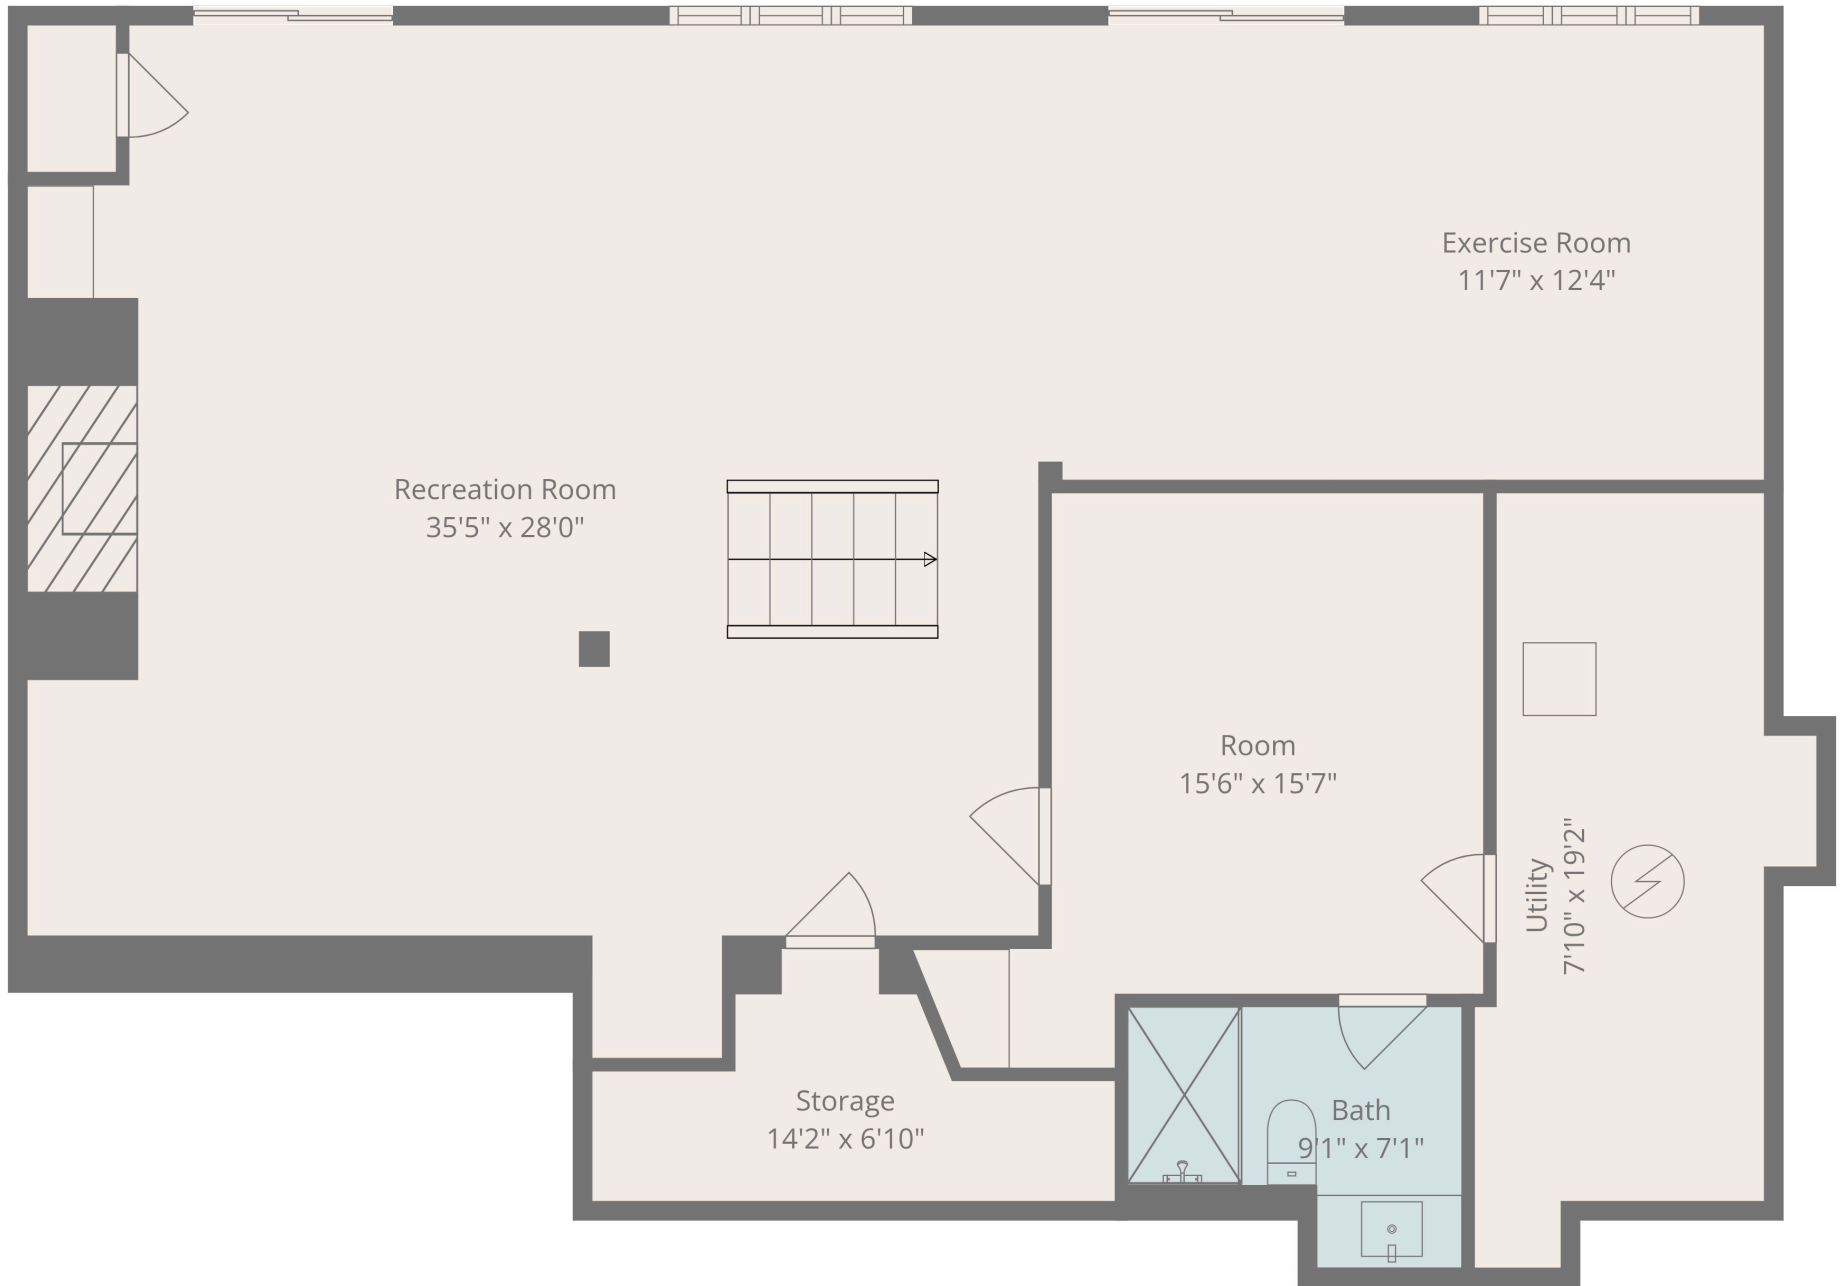 Exercise Room
11'7" x 12'4"
Recreation Room
35'5" x 28'0"
Room
15'6" x 15'7"
Utility
7'10" x 19'2"
Storage
14'2" x 6'10"
Bath
9'1" x 7'1"